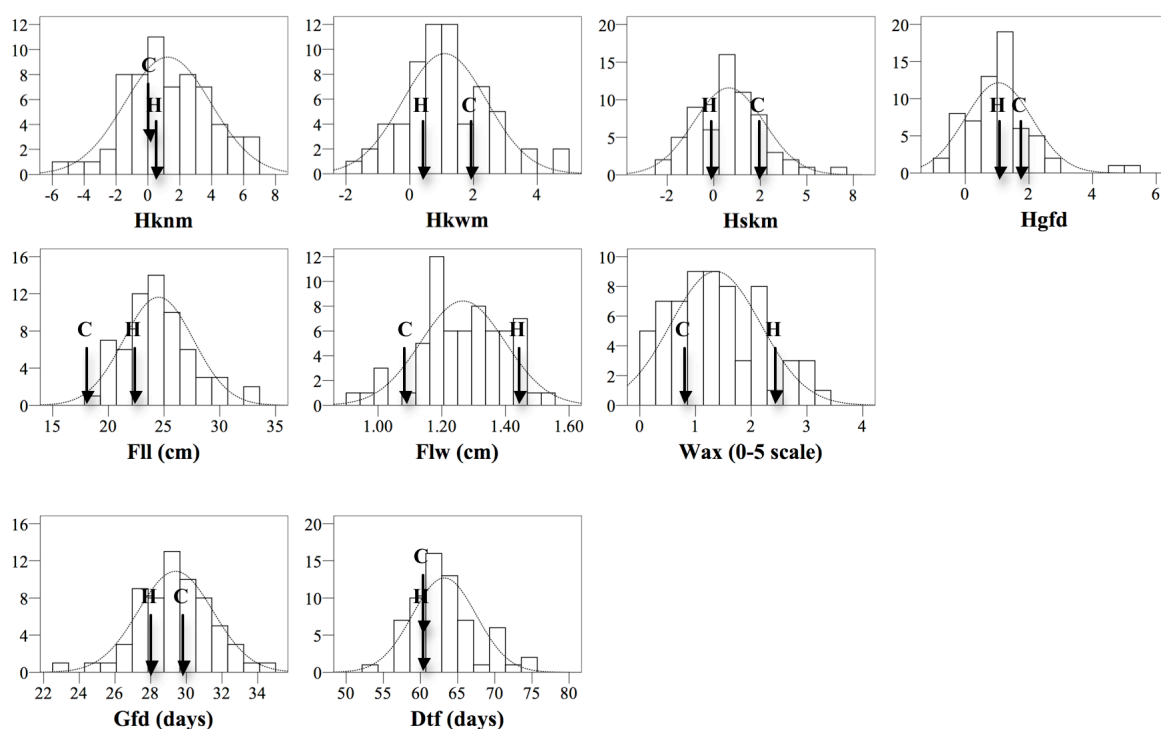 12
10
8
6
4
2
0
C
H
-6 -4 -2 0 2 4 6 8
Hknm
12
10
8
6
4
2
0
H
C
-2 0 2 4
Hkwm
20
15
10
5
0
H
C
-2 0 2 5 8
Hskm
20
15
10
5
0
H
C
0 2 4 6
Hgfd
16
12
8
4
0
C
H
15 20 25 30 35
Fll (cm)
12
10
8
6
4
2
0
C
H
1.00 1.20 1.40 1.60
Flw (cm)
10
8
6
4
2
0
C
H
0 1 2 3 4
Wax (0-5 scale)
16
12
8
4
0
H
C
22 24 26 28 30 32 34
Gfd (days)
20
15
10
5
0
C
H
50 55 60 65 70 75 80
Dtf (days)